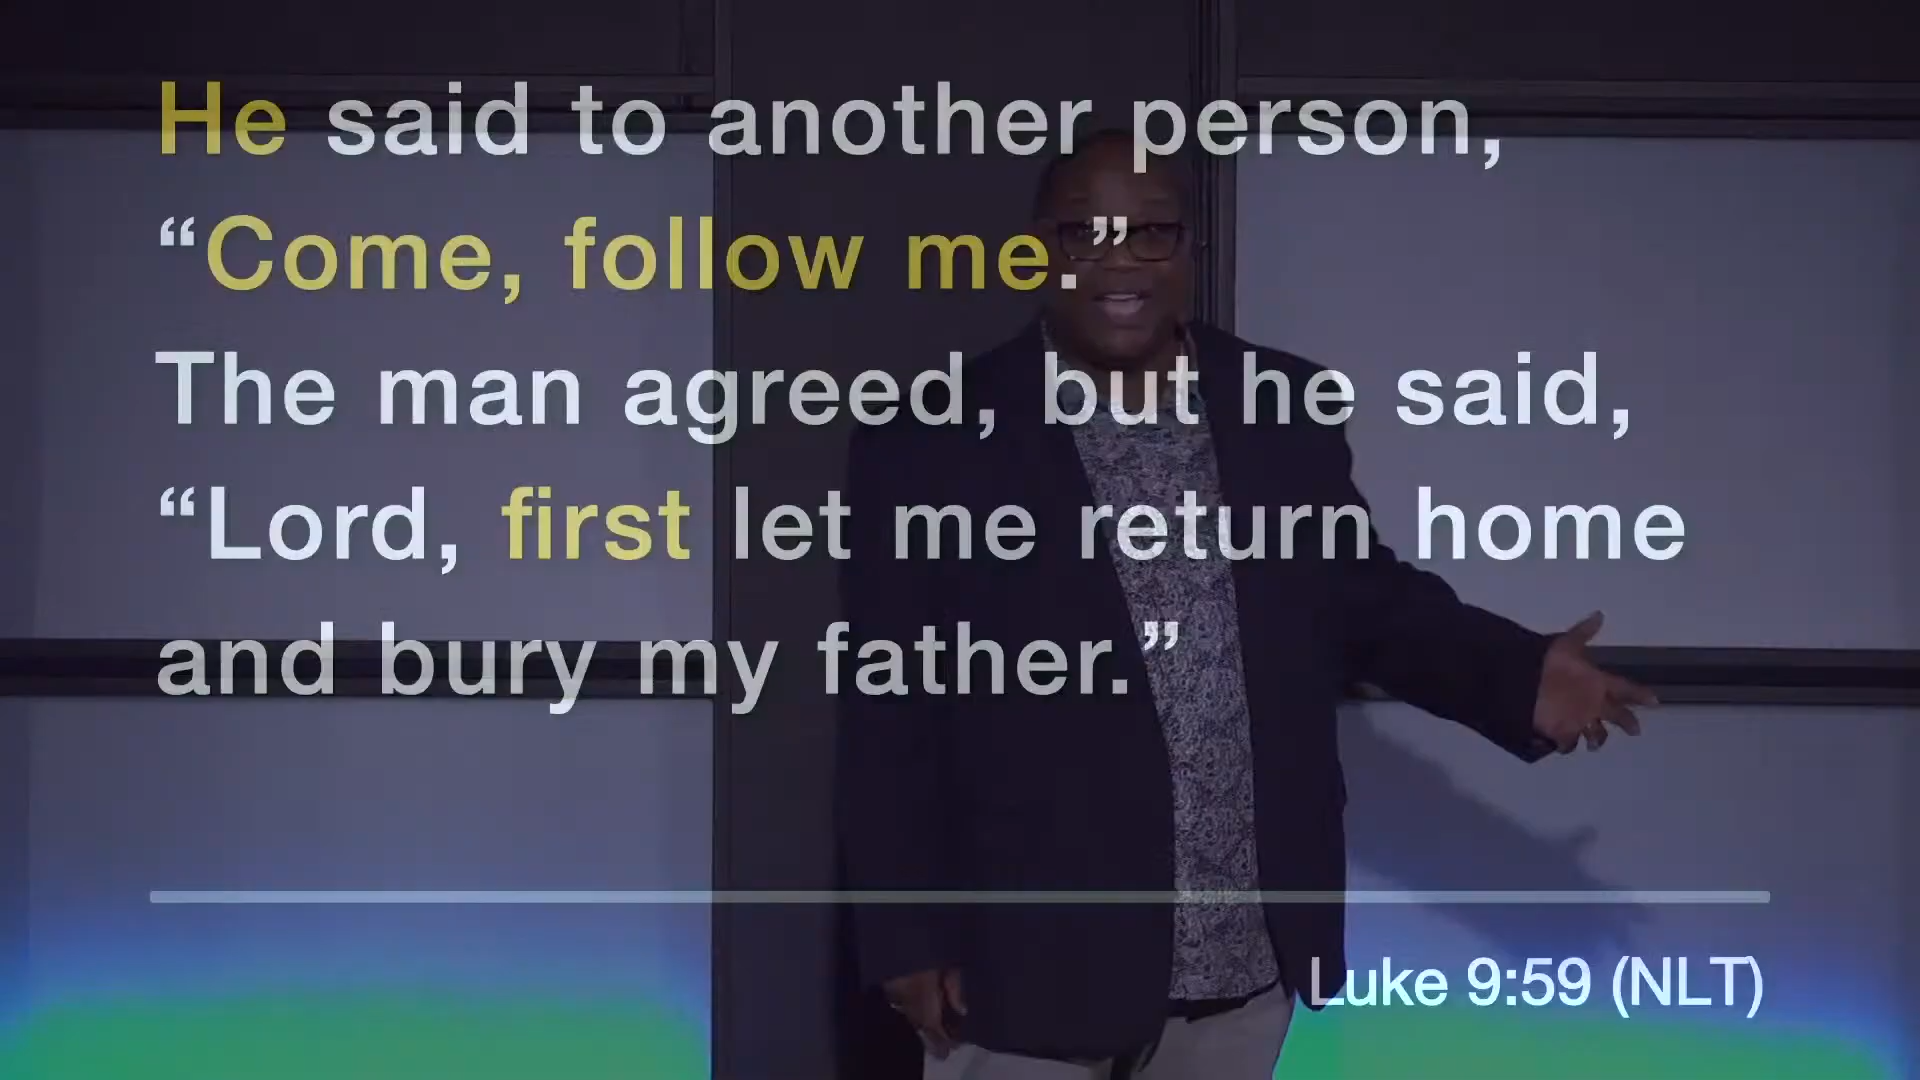 He said to another person,
“Come, follow me.”
The man agreed, but he said,
“Lord, first let me return home
and bury my father.”
Luke 9:59 (NLT)